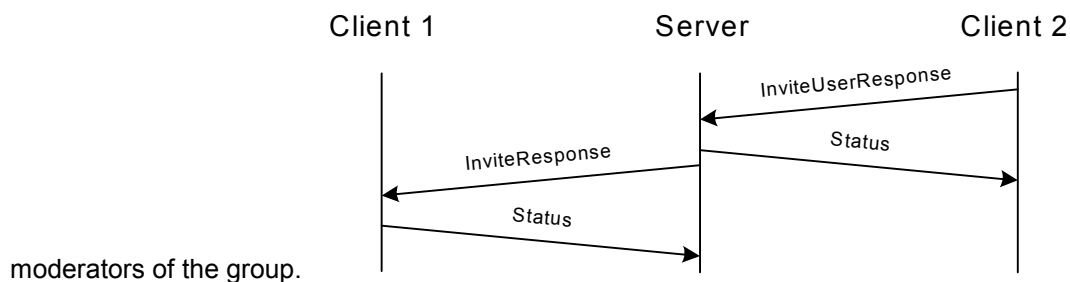 Client 1 Server Client 2
InviteUserResponse
Status
InviteResponse
Status
moderators of the group.